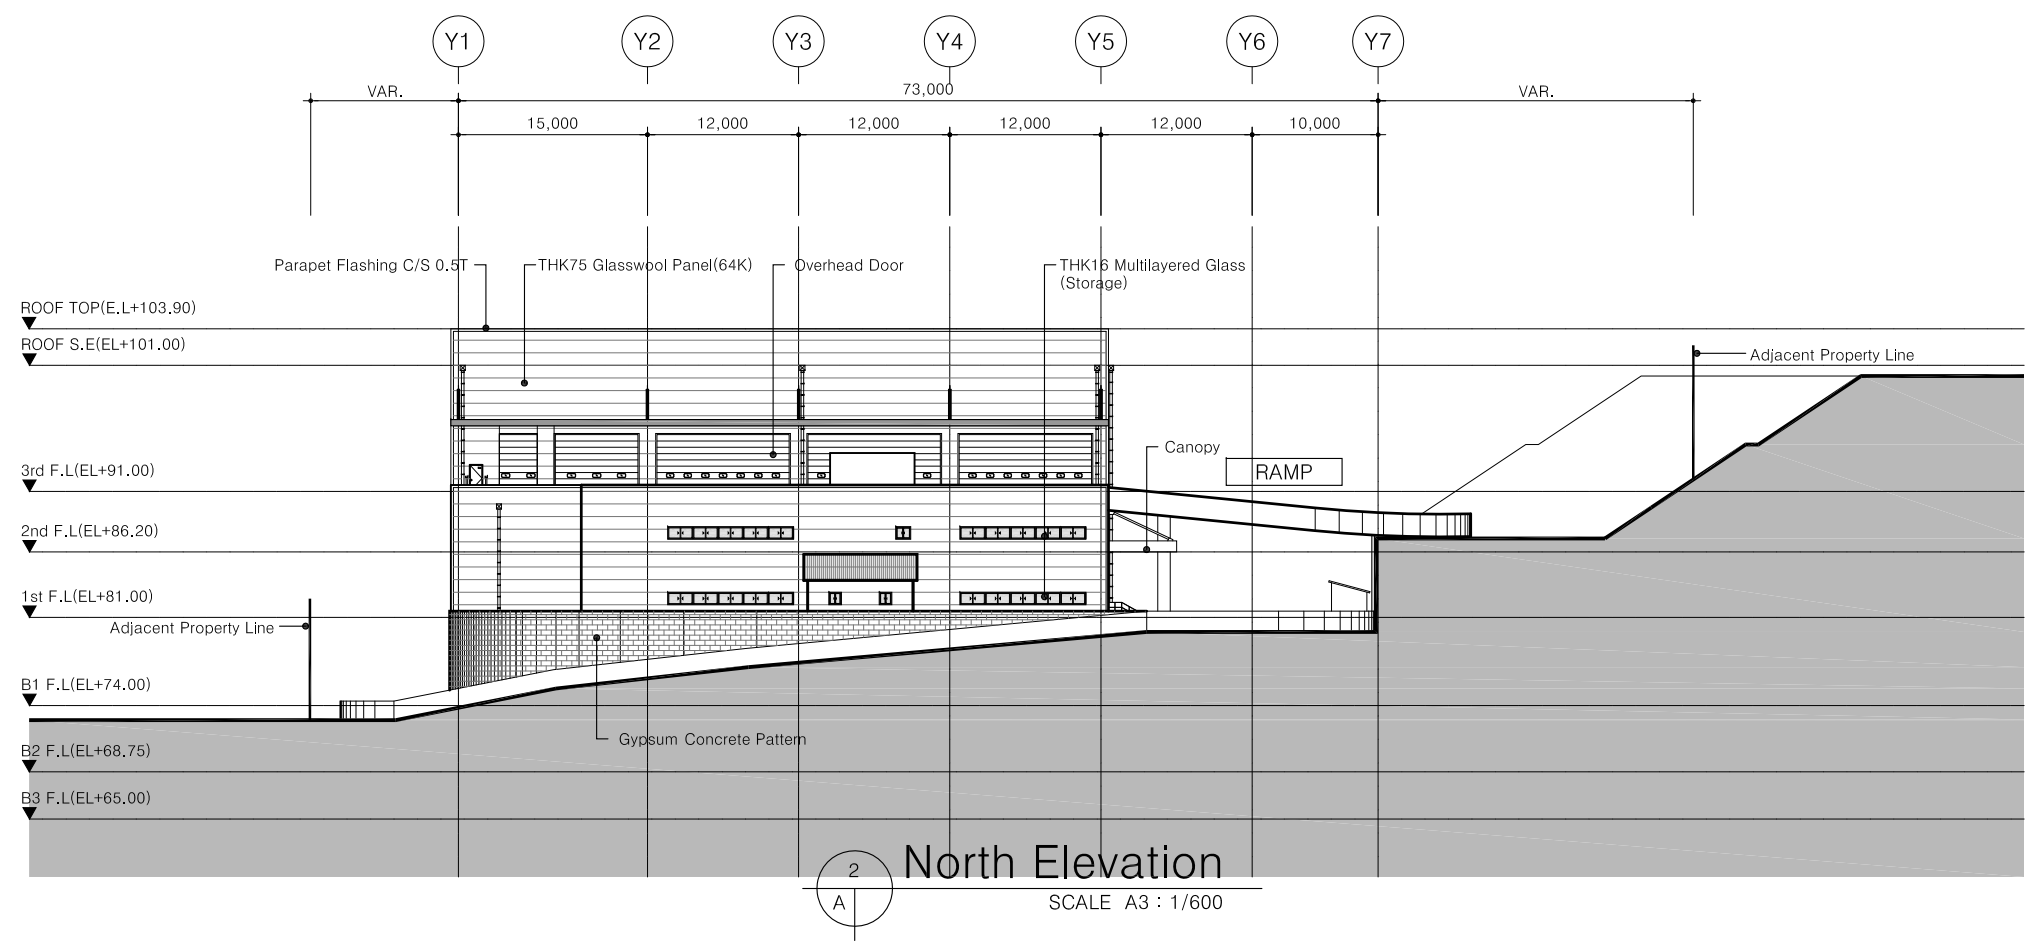 Y1 Y2 Y3 Y4 Y5 Y6 Y7
VAR. 73,000 VAR.
15,000 12,000 12,000 12,000 12,000 10,000
Parapet Flashing C/S 0.5T
THK75 Glasswool Panel(64K)
Overhead Door
THK16 Multilayered Glass
(Storage)
ROOF TOP(E.L+103.90)
ROOF S.E(EL+101.00)
Adjacent Property Line
Canopy
RAMP
3rd F.L(EL+91.00)
2nd F.L(EL+86.20)
1st F.L(EL+81.00)
Adjacent Property Line
B1 F.L(EL+74.00)
Gypsum Concrete Pattern
B2 F.L(EL+68.75)
B3 F.L(EL+65.00)
2
A
North Elevation
SCALE A3 : 1/600